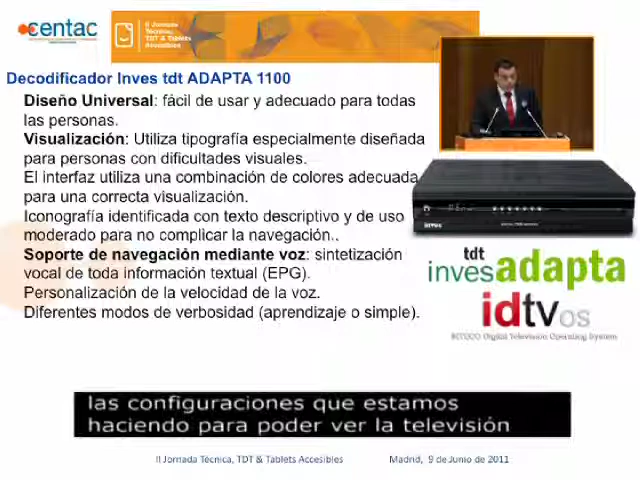 centac
II Jornada
Técnica,
TDT & Tablets
Accesibles
Decodificador Inves tdt ADAPTA 1100
Diseño Universal: fácil de usar y adecuado para todas
las personas.
Visualización: Utiliza tipografía especialmente diseñada
para personas con dificultades visuales.
El interfaz utiliza una combinación de colores adecuada
para una correcta visualización.
Iconografía identificada con texto descriptivo y de uso
moderado para no complicar la navegación..
Soporte de navegación mediante voz: sintetización
vocal de toda información textual (EPG).
Personalización de la velocidad de la voz.
Diferentes modos de verbosidad (aprendizaje o simple).
inves
tdt
invesadapta
idtvos
Digital Television Operating System
las configuraciones que estamos
haciendo para poder ver la televisión
II Jornada Técnica, TDT & Tablets Accesibles
Madrid, 9 de Junio de 2011